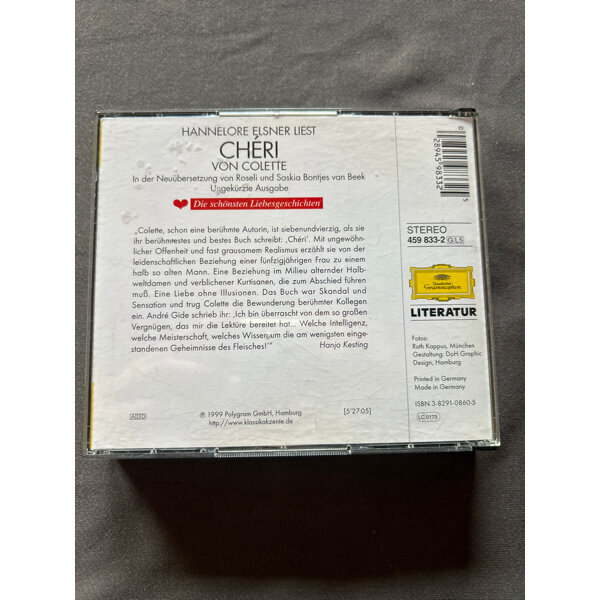 HANNELORE ELSNER LIEST
CHÉRI
VON COLETTE
In der Neuübersetzung von Roseli und Saskia Bontjes van Beek
Ungekürzte Ausgabe
Die schönsten Liebesgeschichten
„Colette, schon eine berühmte Autorin, ist siebenundvierzig, als sie
ihr berühmtestes und bestes Buch schreibt: ‚Chéri‘. Mit ungewöhn-
licher Offenheit und fast grausamem Realismus erzählt sie von der
leidenschaftlichen Beziehung einer fünfzigjährigen Frau zu einem
halb so alten Mann. Eine Beziehung im Milieu alternder Halb-
weltdamen und verblichener Kurtisanen, die zum Abschied führen
muß. Eine Liebe ohne Illusionen. Das Buch war Skandal und
Sensation und trug Colette die Bewunderung berühmter Kollegen
ein. André Gide schrieb ihr: ‚Ich bin überrascht von dem so großen
Vergnügen, das mir die Lektüre bereitet hat... Welche Intelligenz,
welche Meisterschaft, welches Wissen um die am wenigsten einge-
standenen Geheimnisse des Fleisches!‘“
Hanjo Kesting
ADD
℗ 1999 Polygram GmbH, Hamburg
[5'27:05]
http://www.klassikakzente.de
0 28945 98332 5
STEREO
459 833-2 GL5
Deutsche
Grammophon
LITERATUR
Fotos:
Ruth Kappus, München
Gestaltung: DoH Graphic
Design, Hamburg
Printed in Germany
Made in Germany
ISBN 3-8291-0860-5
LC 0173